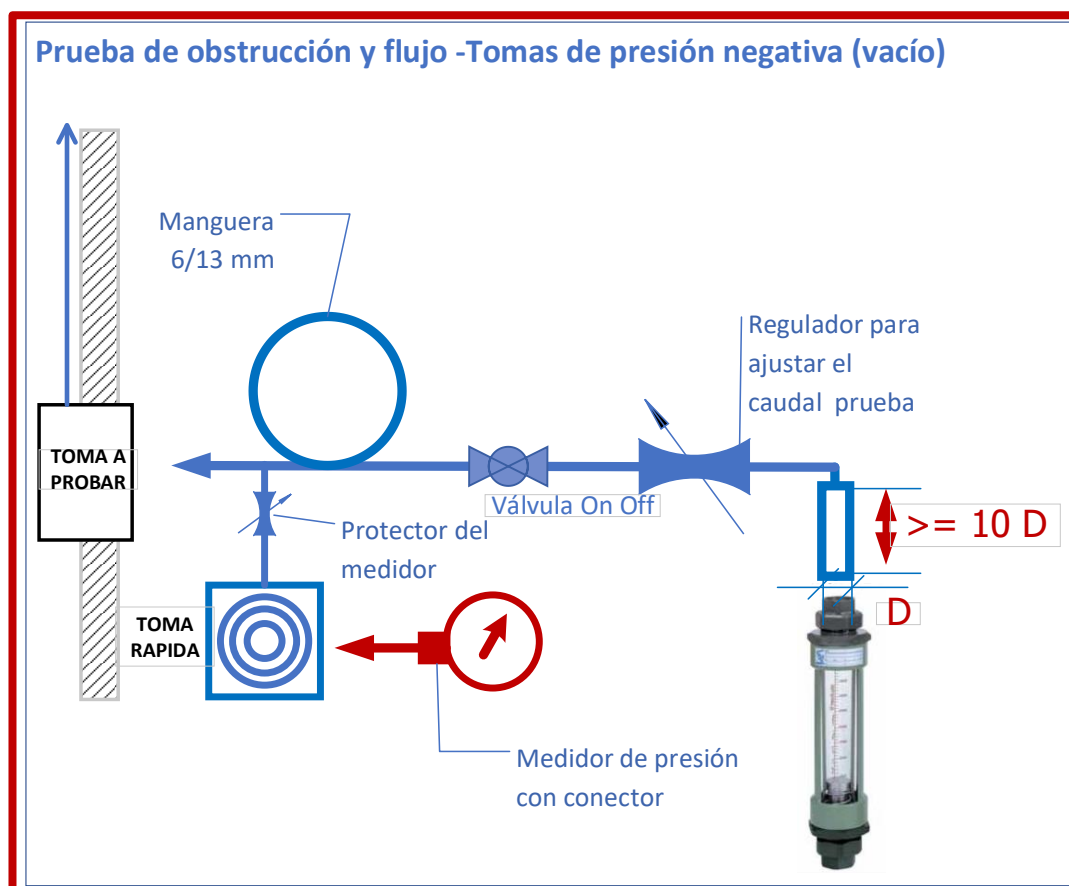 Prueba de obstrucción y flujo -Tomas de presión negativa (vacío)
Manguera
6/13 mm
Regulador para
ajustar el
caudal prueba
TOMA A
PROBAR
Válvula On Off
>= 10 D
Protector del
medidor
D
TOMA
RAPIDA
Medidor de presión
con conector